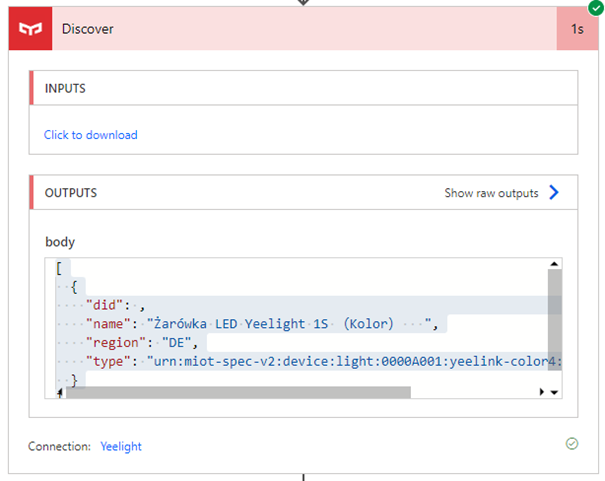 Discover
1s
INPUTS
Click to download
OUTPUTS
Show raw outputs
body
[
{
"did": ,
"name": "Żarówka LED Yeelight 1S (Kolor)    ",
"region": "DE",
"type": "urn:miot-spec-v2:device:light:0000A001:yeelink-color4:
}
Connection: Yeelight